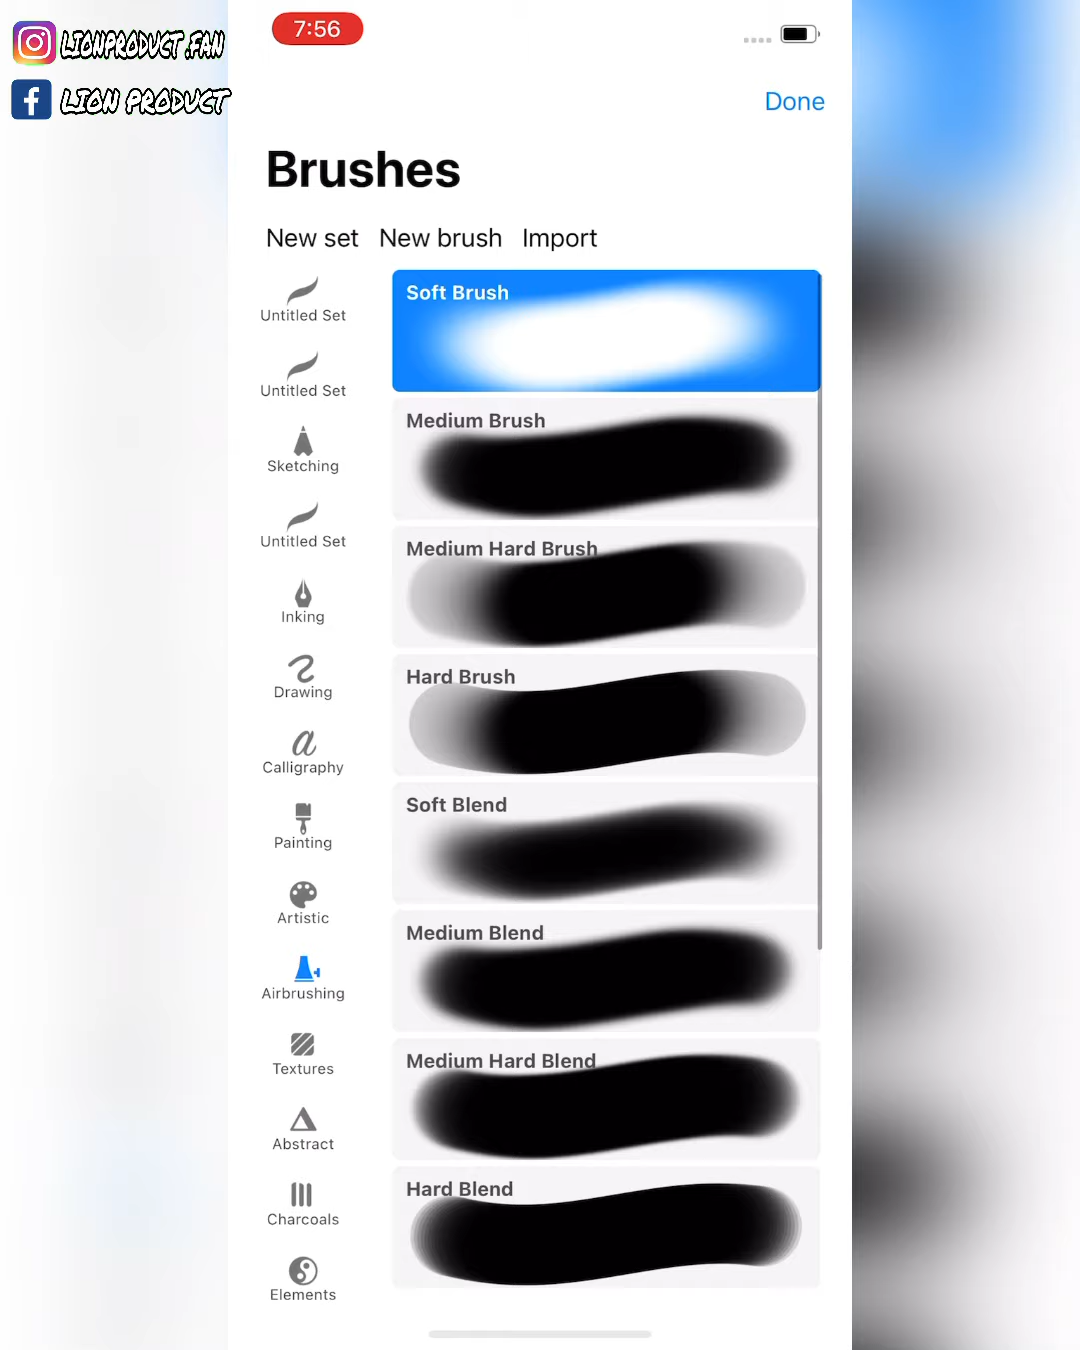 LIONPRODUCT.FAN
LION PRODUCT
7:56
Done
Brushes
New set New brush Import
Untitled Set
Untitled Set
Sketching
Untitled Set
Inking
Drawing
Calligraphy
Painting
Artistic
Airbrushing
Textures
Abstract
Charcoals
Elements
Soft Brush
Medium Brush
Medium Hard Brush
Hard Brush
Soft Blend
Medium Blend
Medium Hard Blend
Hard Blend